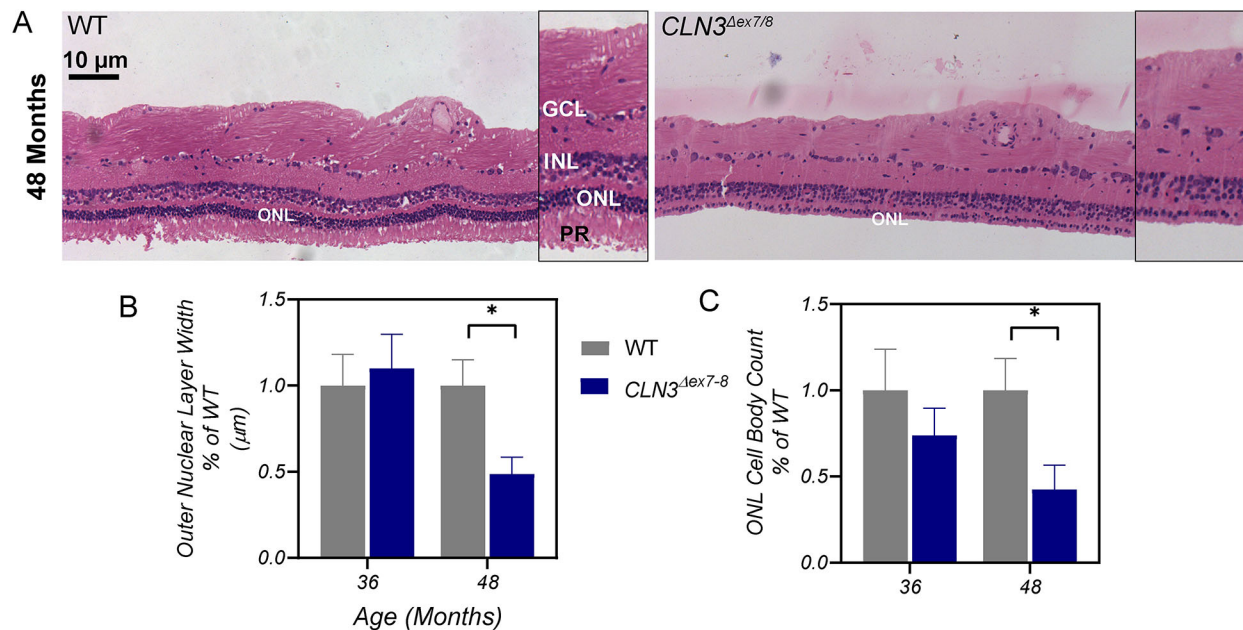 A
WT
CLN3Δex7/8
48 Months
10 μm
GCL
INL
ONL
ONL
PR
ONL
B
Outer Nuclear Layer Width
% of WT
(μm)
1.5
1.0
0.5
0.0
*
36
48
Age (Months)
WT
CLN3Δex7-8
C
ONL Cell Body Count
% of WT
1.5
1.0
0.5
0.0
*
36
48